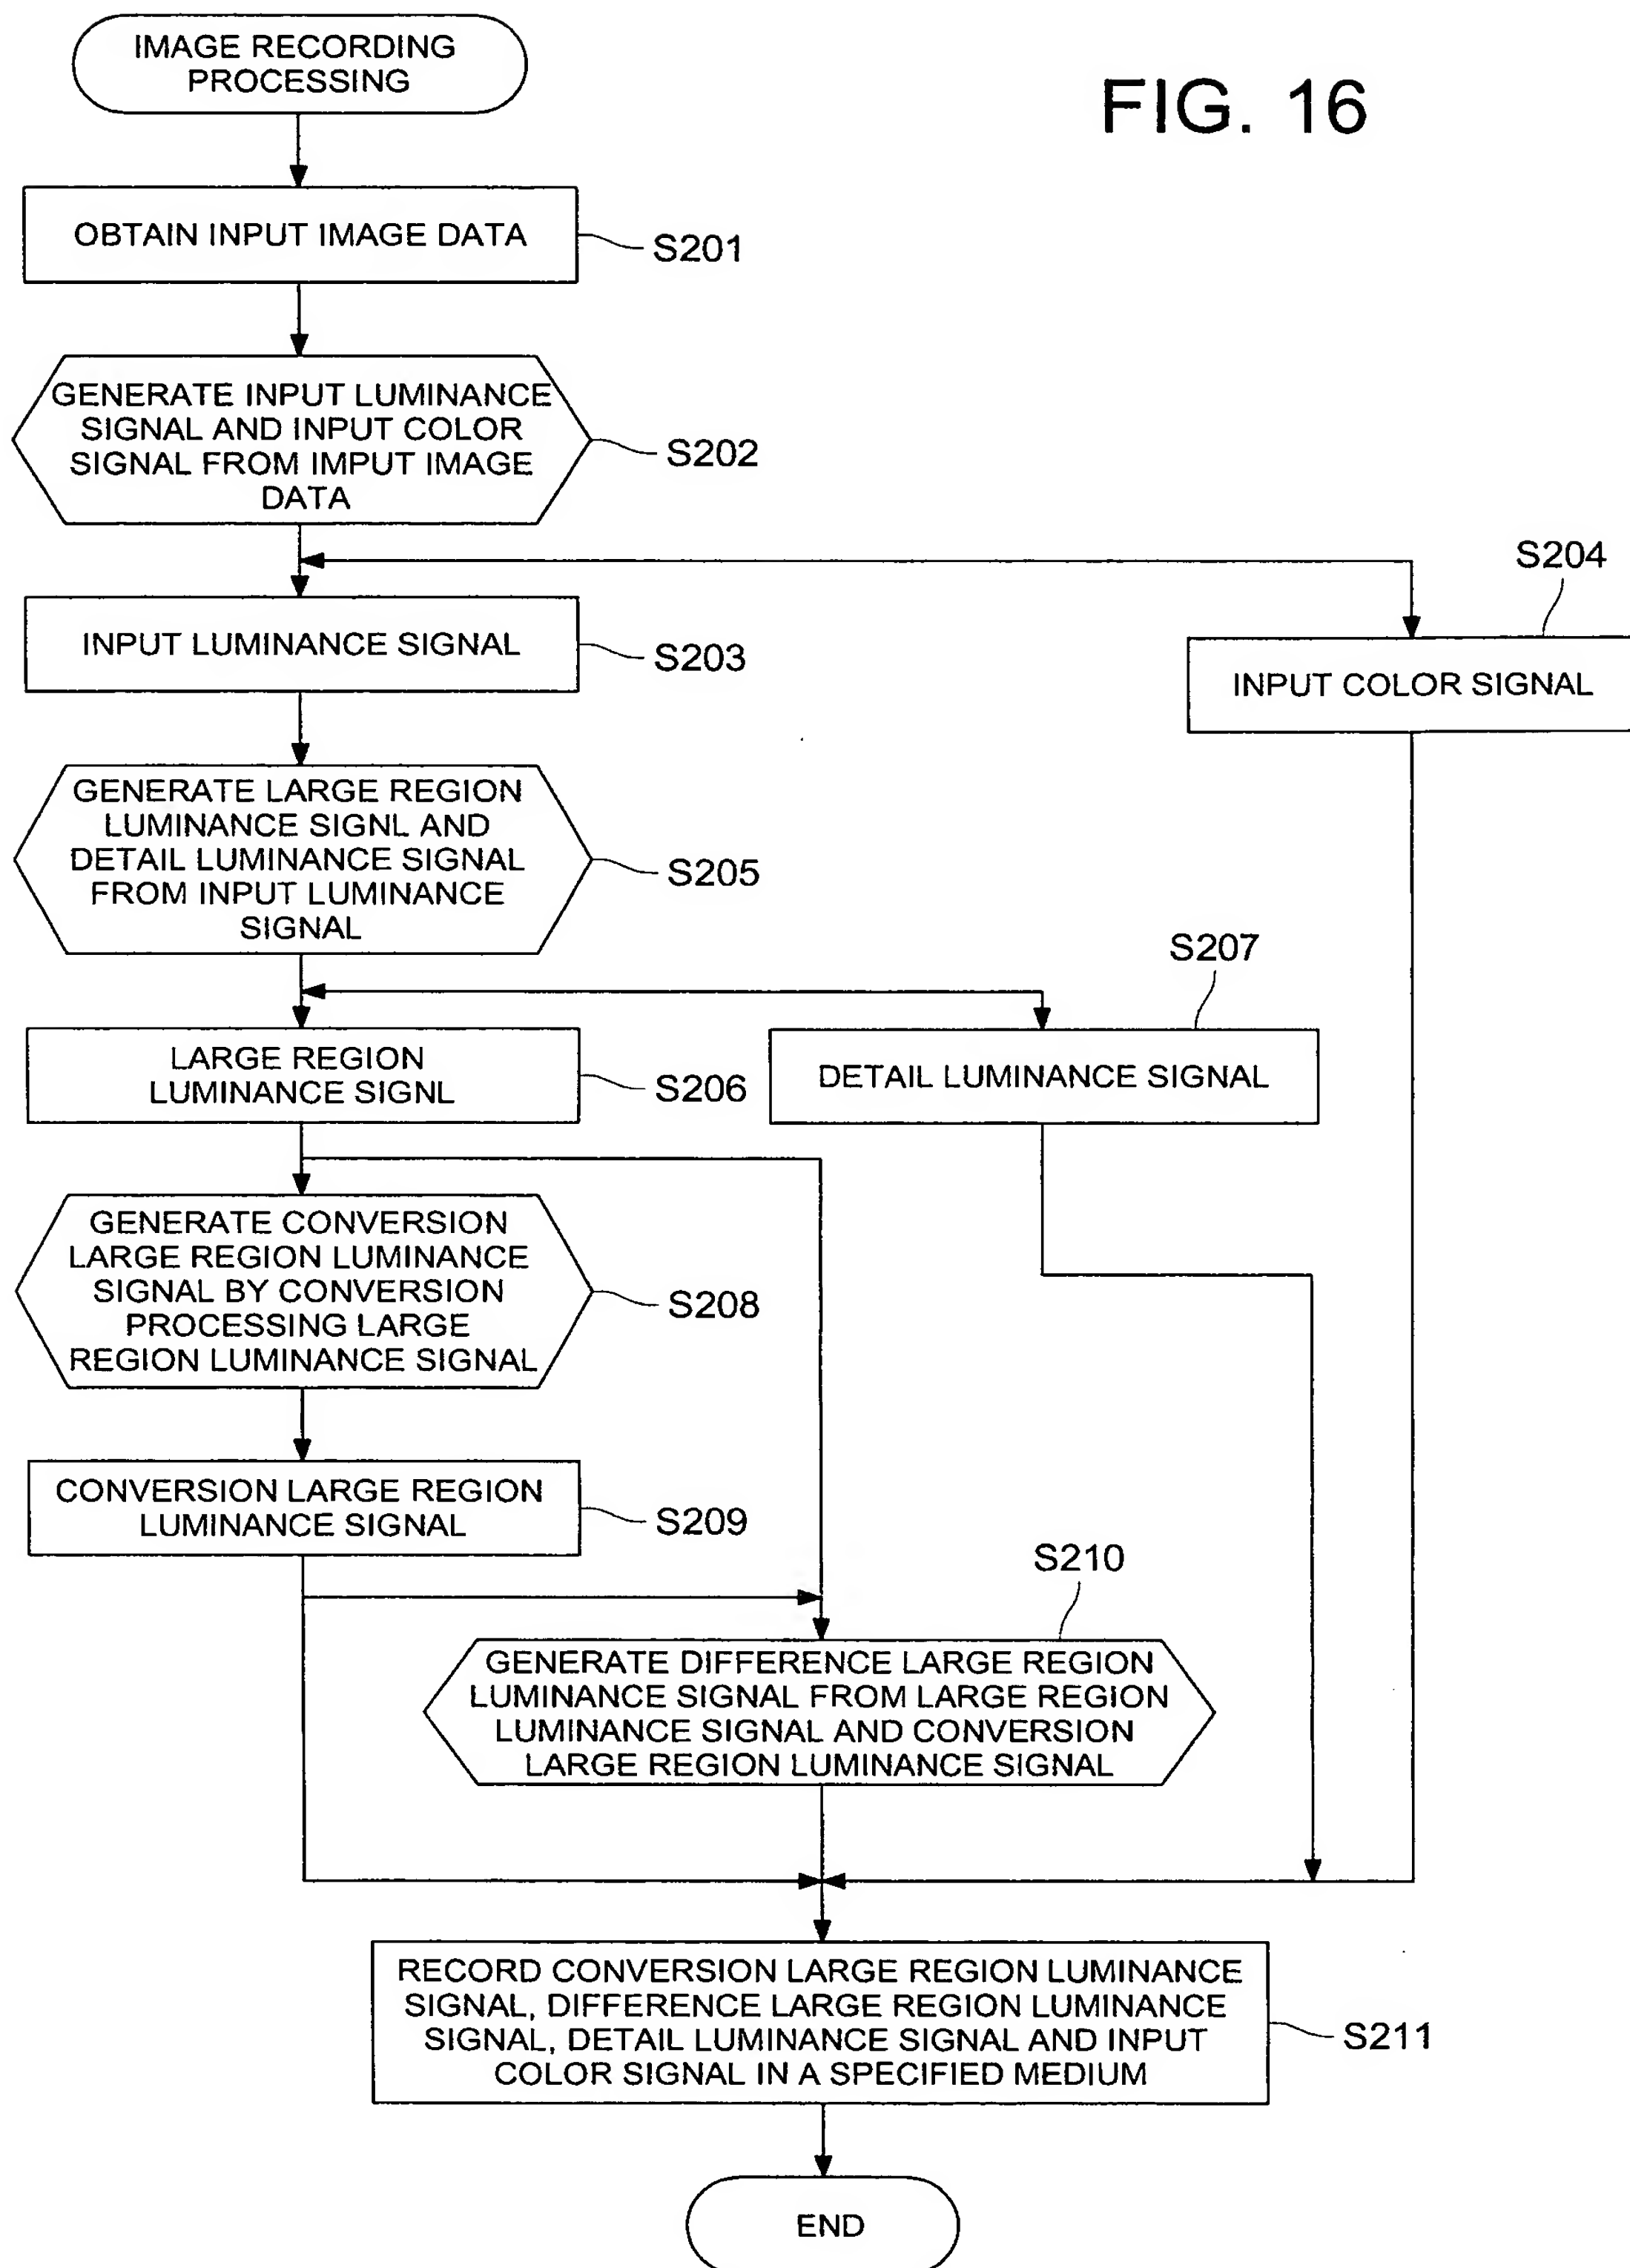 IMAGE RECORDING
PROCESSING
FIG. 16
OBTAIN INPUT IMAGE DATA
S201
GENERATE INPUT LUMINANCE
SIGNAL AND INPUT COLOR
SIGNAL FROM IMPUT IMAGE
DATA
S202
S204
INPUT LUMINANCE SIGNAL
S203
INPUT COLOR SIGNAL
GENERATE LARGE REGION
LUMINANCE SIGNL AND
DETAIL LUMINANCE SIGNAL
FROM INPUT LUMINANCE
SIGNAL
S205
S207
LARGE REGION
LUMINANCE SIGNL
S206
DETAIL LUMINANCE SIGNAL
GENERATE CONVERSION
LARGE REGION LUMINANCE
SIGNAL BY CONVERSION
PROCESSING LARGE
REGION LUMINANCE SIGNAL
S208
CONVERSION LARGE REGION
LUMINANCE SIGNAL
S209
S210
GENERATE DIFFERENCE LARGE REGION
LUMINANCE SIGNAL FROM LARGE REGION
LUMINANCE SIGNAL AND CONVERSION
LARGE REGION LUMINANCE SIGNAL
RECORD CONVERSION LARGE REGION LUMINANCE
SIGNAL, DIFFERENCE LARGE REGION LUMINANCE
SIGNAL, DETAIL LUMINANCE SIGNAL AND INPUT
COLOR SIGNAL IN A SPECIFIED MEDIUM
S211
END